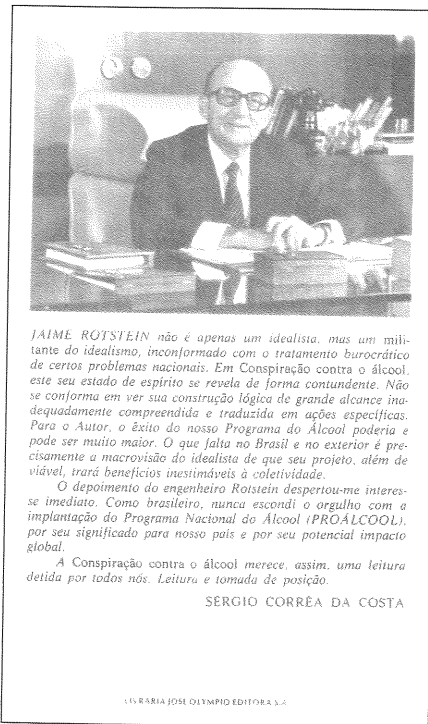 JAIME ROTSTEIN não é apenas um idealista, mas um mili-
tante do idealismo, inconformado com o tratamento burocrático
de certos problemas nacionais. Em Conspiração contra o álcool,
este seu estado de espírito se revela de forma contundente. Não
se conforma em ver sua construção lógica de grande alcance ina-
dequadamente compreendida e traduzida em ações específicas.
Para o Autor, o êxito do nosso Programa do Álcool poderia e
pode ser muito maior. O que falta no Brasil e no exterior é pre-
cisamente a macrovisão do idealista de que seu projeto, além de
viável, trará benefícios inestimáveis à coletividade.
O depoimento do engenheiro Rotstein despertou-me interes-
se imediato. Como brasileiro, nunca escondi o orgulho com a
implantação do Programa Nacional do Álcool (PROÁLCOOL),
por seu significado para nosso país e por seu potencial impacto
global.
A Conspiração contra o álcool merece, assim, uma leitura
detida por todos nós. Leitura e tomada de posição.
SÉRGIO CORRÊA DA COSTA
LIVRARIA JOSÉ OLYMPIO EDITORA S.A.